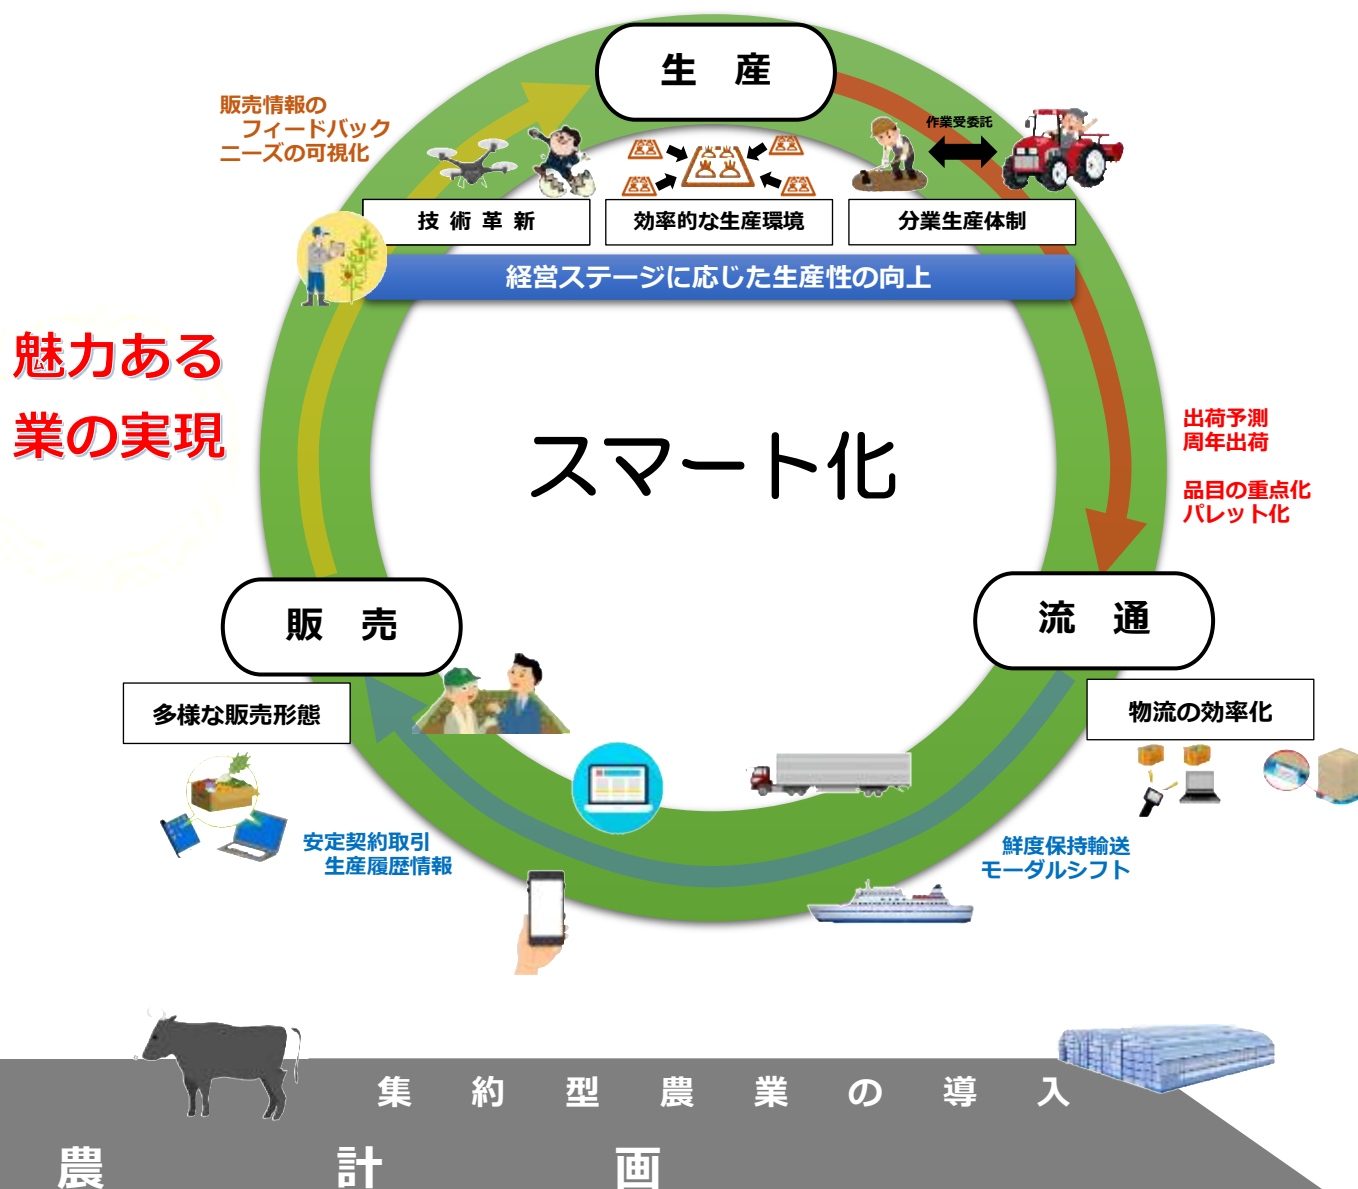 生 産
販売情報の
フィードバック
ニーズの可視化
作業受委託
技術革新
効率的な生産環境
分業生産体制
経営ステージに応じた生産性の向上
魅力ある
業の実現
スマート化
出荷予測
周年出荷
品目の重点化
パレット化
販 売
流 通
多様な販売形態
物流の効率化
安定契約取引
生産履歴情報
鮮度保持輸送
モーダルシフト
集約型農業の導入
農計画